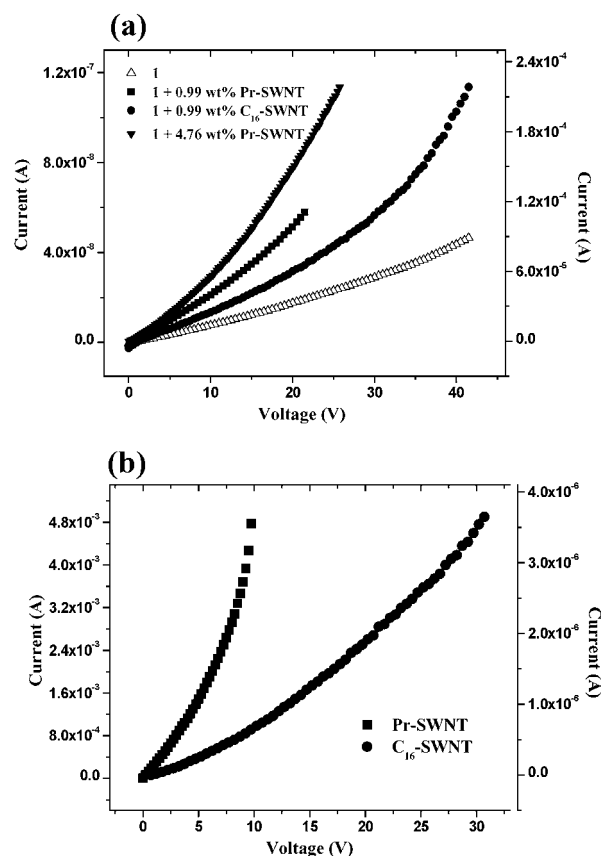 (a)
△ 1
■ 1 + 0.99 wt% Pr-SWNT
● 1 + 0.99 wt% C₁₆-SWNT
▼ 1 + 4.76 wt% Pr-SWNT
Current (A)
1.2x10⁻⁷
8.0x10⁻⁸
4.0x10⁻⁸
0.0
Current (A)
2.4x10⁻⁴
1.8x10⁻⁴
1.2x10⁻⁴
6.0x10⁻⁵
0.0
0 10 20 30 40
Voltage (V)
(b)
Current (A)
4.8x10⁻³
4.0x10⁻³
3.2x10⁻³
2.4x10⁻³
1.6x10⁻³
8.0x10⁻⁴
0.0
Current (A)
4.0x10⁻⁶
3.0x10⁻⁶
2.0x10⁻⁶
1.0x10⁻⁶
0.0
■ Pr-SWNT
● C₁₆-SWNT
0 5 10 15 20 25 30
Voltage (V)